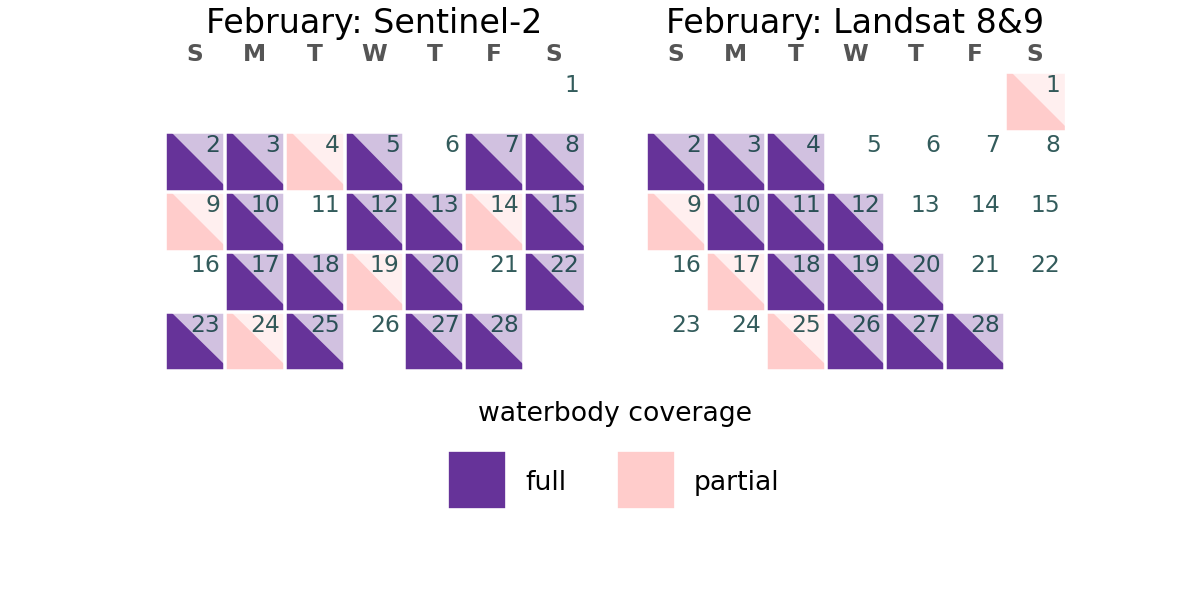 February: Sentinel-2
S M T W T F S
1
2 3 4 5 6 7 8
9 10 11 12 13 14 15
16 17 18 19 20 21 22
23 24 25 26 27 28
February: Landsat 8&9
S M T W T F S
1
2 3 4 5 6 7 8
9 10 11 12 13 14 15
16 17 18 19 20 21 22
23 24 25 26 27 28
waterbody coverage
full
partial